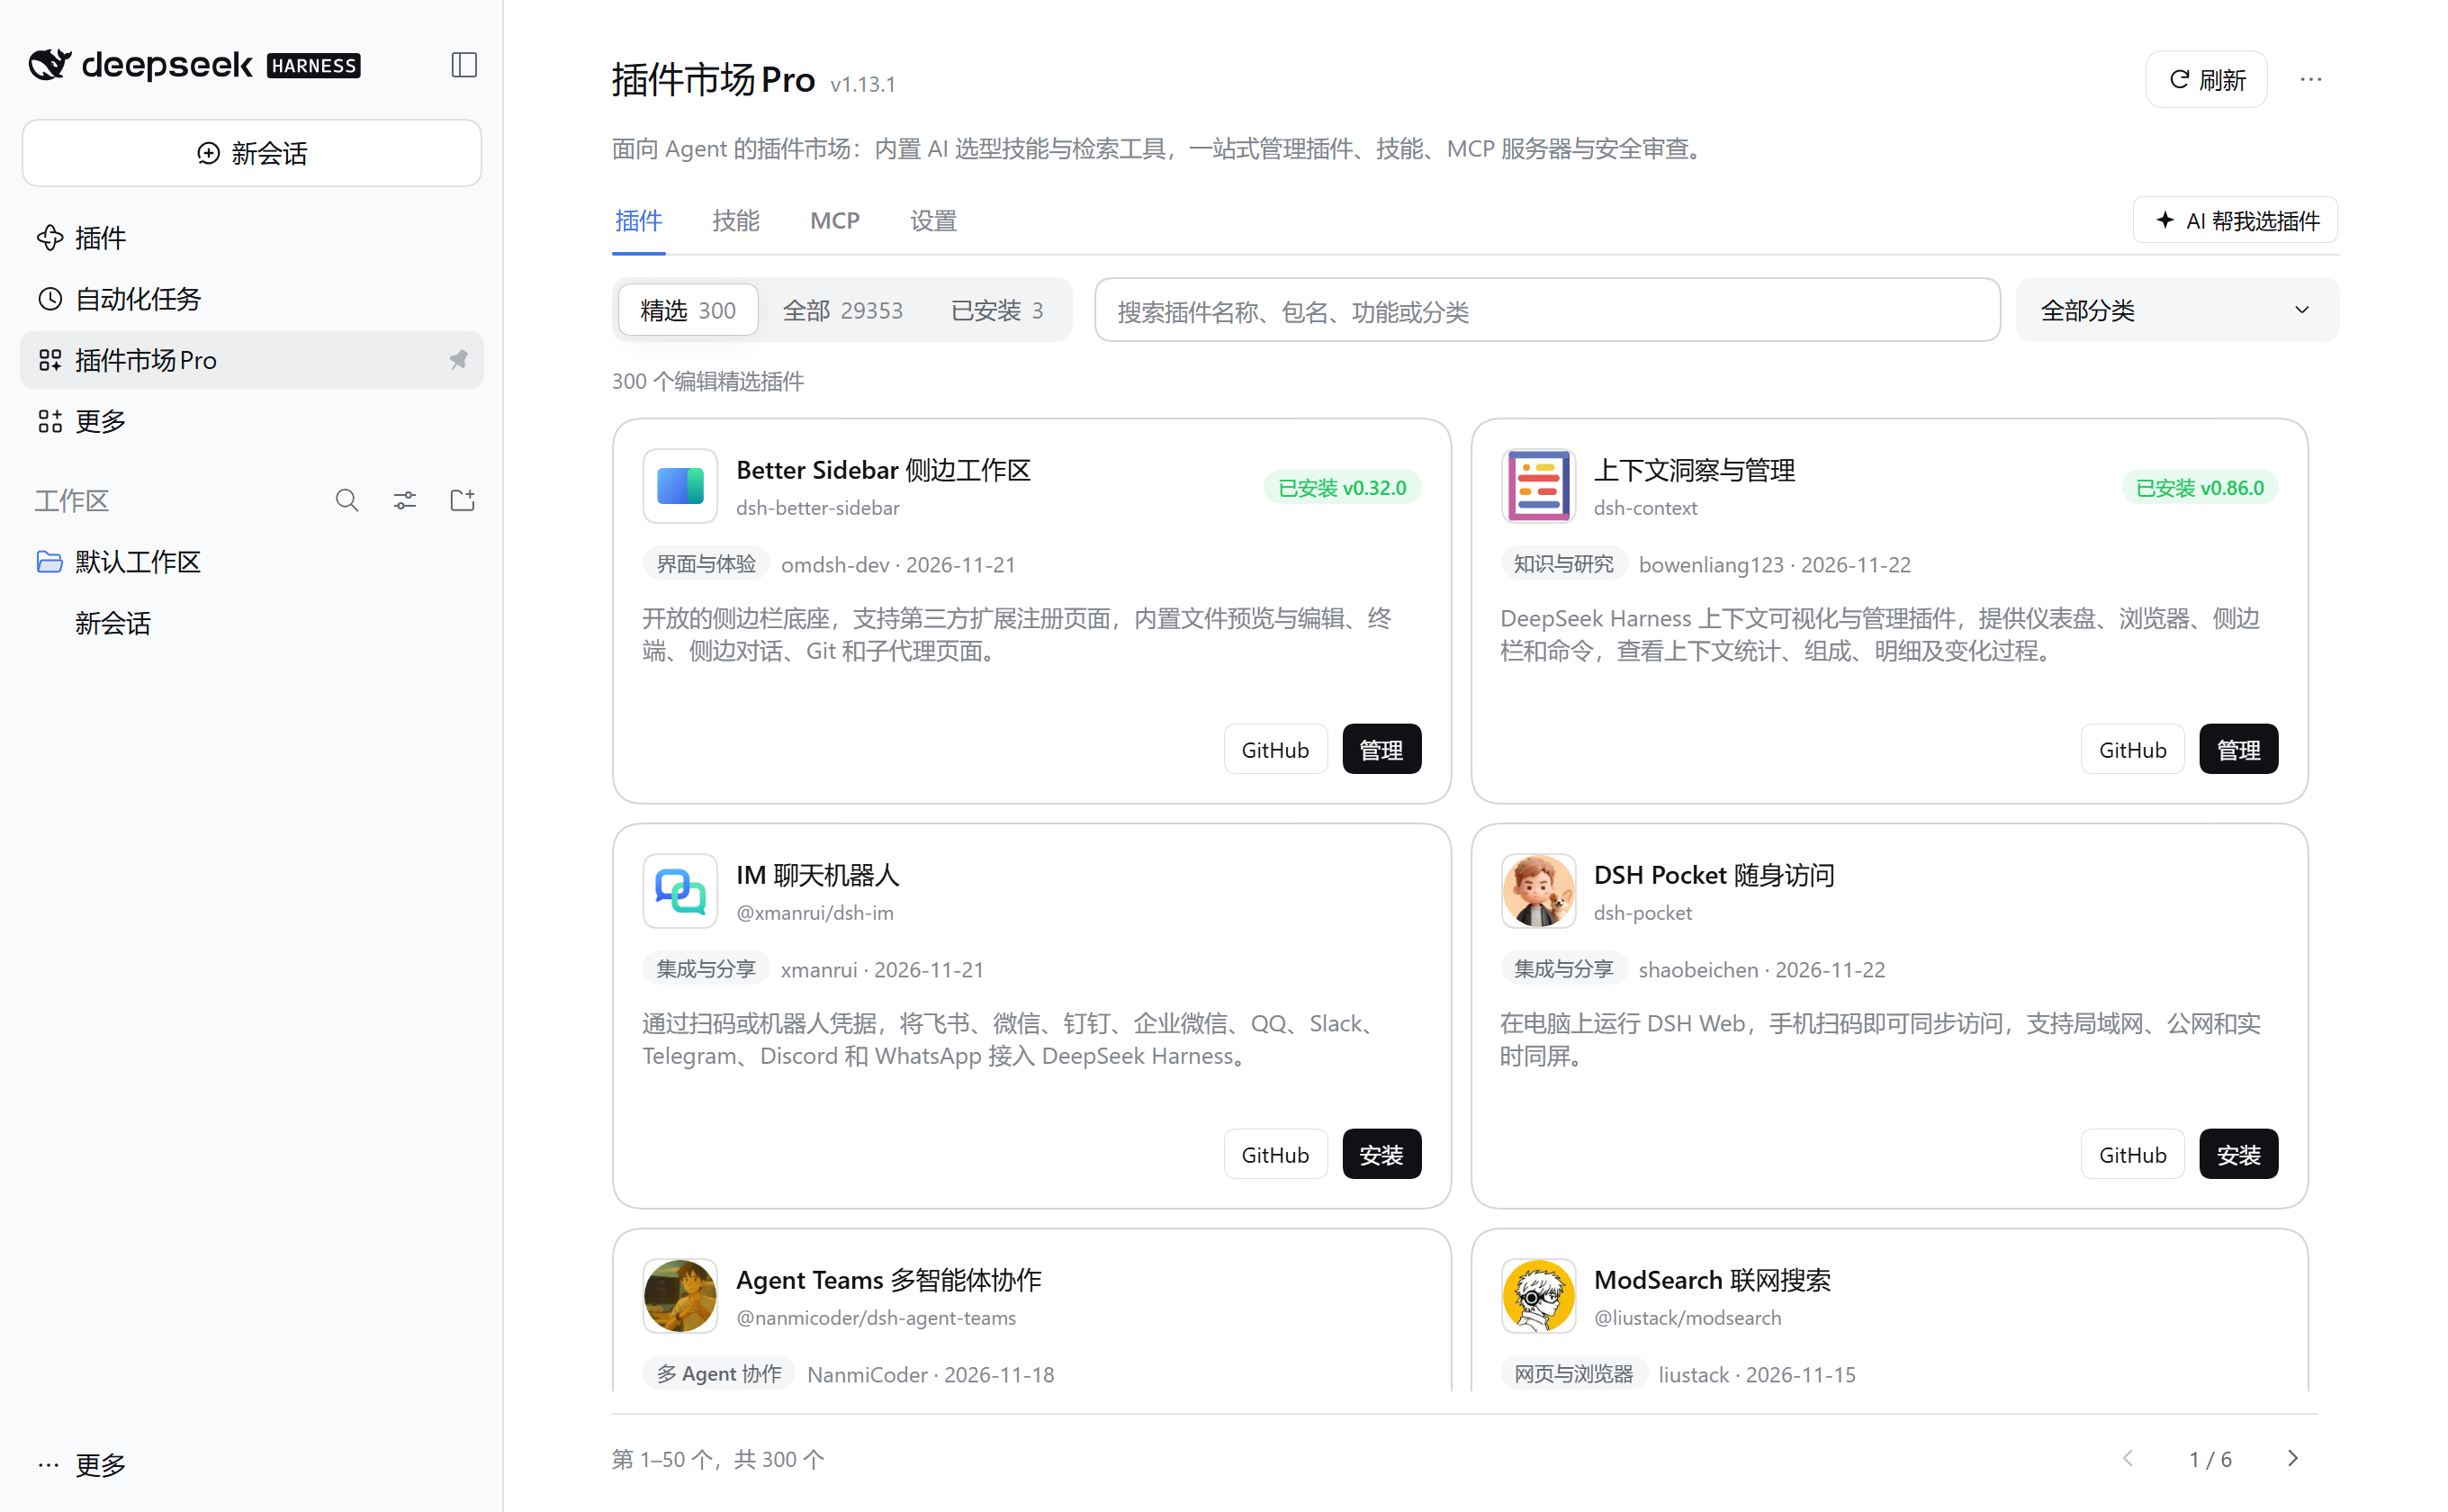 deepseek HARNESS
新会话
插件
自动化任务
插件市场Pro
更多
工作区
默认工作区
新会话
更多
插件市场Pro v1.13.1
刷新
面向 Agent 的插件市场：内置 AI 选型技能与检索工具，一站式管理插件、技能、MCP 服务器与安全审查。
插件 技能 MCP 设置
AI 帮我选插件
精选 300 全部 29353 已安装 3
搜索插件名称、包名、功能或分类
全部分类
300 个编辑精选插件
Better Sidebar 侧边工作区
dsh-better-sidebar
已安装 v0.32.0
界面与体验 omdsh-dev · 2026-11-21
开放的侧边栏底座，支持第三方扩展注册页面，内置文件预览与编辑、终
端、侧边对话、Git 和子代理页面。
GitHub 管理
上下文洞察与管理
dsh-context
已安装 v0.86.0
知识与研究 bowenliang123 · 2026-11-22
DeepSeek Harness 上下文可视化与管理插件，提供仪表盘、浏览器、侧边
栏和命令，查看上下文统计、组成、明细及变化过程。
GitHub 管理
IM 聊天机器人
@xmanrui/dsh-im
集成与分享 xmanrui · 2026-11-21
通过扫码或机器人凭据，将飞书、微信、钉钉、企业微信、QQ、Slack、
Telegram、Discord 和 WhatsApp 接入 DeepSeek Harness。
GitHub 安装
DSH Pocket 随身访问
dsh-pocket
集成与分享 shaobeichen · 2026-11-22
在电脑上运行 DSH Web，手机扫码即可同步访问，支持局域网、公网和实
时同屏。
GitHub 安装
Agent Teams 多智能体协作
@nanmicoder/dsh-agent-teams
多 Agent 协作 NanmiCoder · 2026-11-18
ModSearch 联网搜索
@liustack/modsearch
网页与浏览器 liustack · 2026-11-15
第 1–50 个，共 300 个
1 / 6